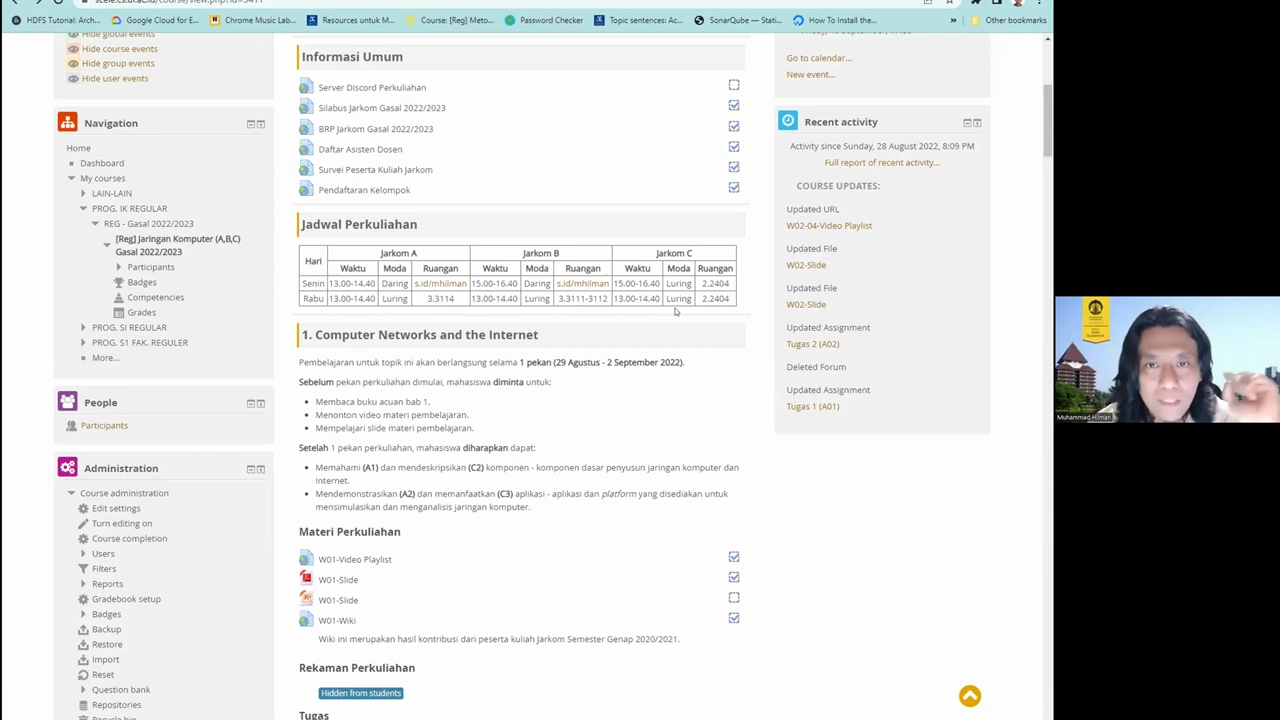 HDFS Tutorial: Arch...
Google Cloud for E...
Chrome Music Lab-...
Resources untuk M...
Course: [Reg] Meto...
Password Checker
Topic sentences: Ac...
SonarQube — Stati...
How To Install the...
»
Other bookmarks
Hide global events
Hide course events
Hide group events
Hide user events
Navigation
Home
Dashboard
My courses
LAIN-LAIN
PROG. IK REGULAR
REG - Gasal 2022/2023
[Reg] Jaringan Komputer (A,B,C)
Gasal 2022/2023
Participants
Badges
Competencies
Grades
PROG. SI REGULAR
PROG. S1 FAK. REGULER
More...
People
Participants
Administration
Course administration
Edit settings
Turn editing on
Course completion
Users
Filters
Reports
Gradebook setup
Badges
Backup
Restore
Import
Reset
Question bank
Repositories
Recycle bin
Informasi Umum
Server Discord Perkuliahan
Silabus Jarkom Gasal 2022/2023
BRP Jarkom Gasal 2022/2023
Daftar Asisten Dosen
Survei Peserta Kuliah Jarkom
Pendaftaran Kelompok
Jadwal Perkuliahan
Hari Jarkom A Jarkom B Jarkom C
Waktu Moda Ruangan Waktu Moda Ruangan Waktu Moda Ruangan
Senin 13.00-14.40 Daring s.id/mhilman 15.00-16.40 Daring s.id/mhilman 15.00-16.40 Luring 2.2404
Rabu 13.00-14.40 Luring 3.3114 13.00-14.40 Luring 3.3111-3112 13.00-14.40 Luring 2.2404
1. Computer Networks and the Internet
Pembelajaran untuk topik ini akan berlangsung selama 1 pekan (29 Agustus - 2 September 2022).
Sebelum pekan perkuliahan dimulai, mahasiswa diminta untuk:
Membaca buku acuan bab 1.
Menonton video materi pembelajaran.
Mempelajari slide materi pembelajaran.
Setelah 1 pekan perkuliahan, mahasiswa diharapkan dapat:
Memahami (A1) dan mendeskripsikan (C2) komponen - komponen dasar penyusun jaringan komputer dan
internet.
Mendemonstrasikan (A2) dan memanfaatkan (C3) aplikasi - aplikasi dan platform yang disediakan untuk
mensimulasikan dan menganalisis jaringan komputer.
Materi Perkuliahan
W01-Video Playlist
W01-Slide
W01-Slide
W01-Wiki
Wiki ini merupakan hasil kontribusi dari peserta kuliah Jarkom Semester Genap 2020/2021.
Rekaman Perkuliahan
Hidden from students
Tugas
Go to calendar...
New event...
Recent activity
Activity since Sunday, 28 August 2022, 8:09 PM
Full report of recent activity...
COURSE UPDATES:
Updated URL
W02-04-Video Playlist
Updated File
W02-Slide
Updated File
W02-Slide
Updated Assignment
Tugas 2 (A02)
Deleted Forum
Updated Assignment
Tugas 1 (A01)
Muhammad Hilman